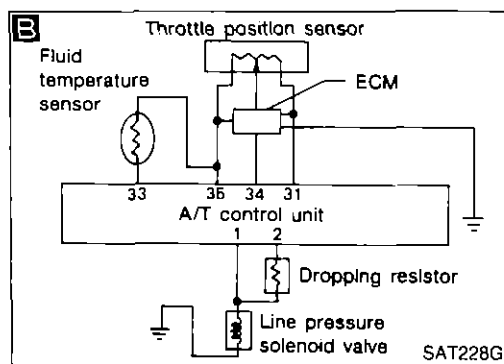 B
Throttle position sensor
Fluid
temperature
sensor
ECM
33 35 34 31
A/T control unit
1 2
Dropping resistor
Line pressure
solenoid valve
SAT228G